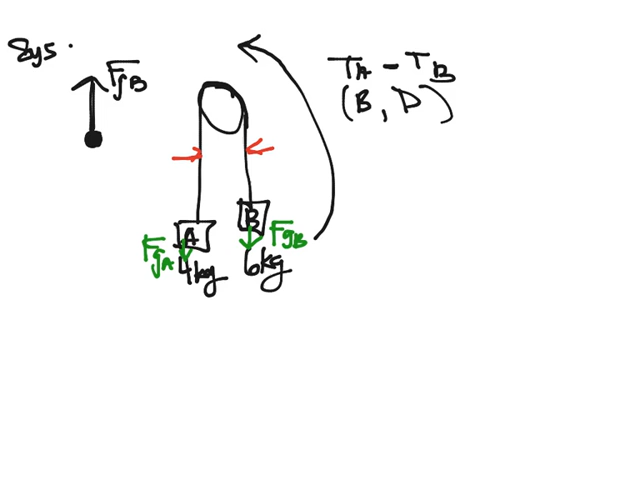 Sys.
FgB
TA - TB
(B, D)
A
B
FgA
FgB
4kg
6kg